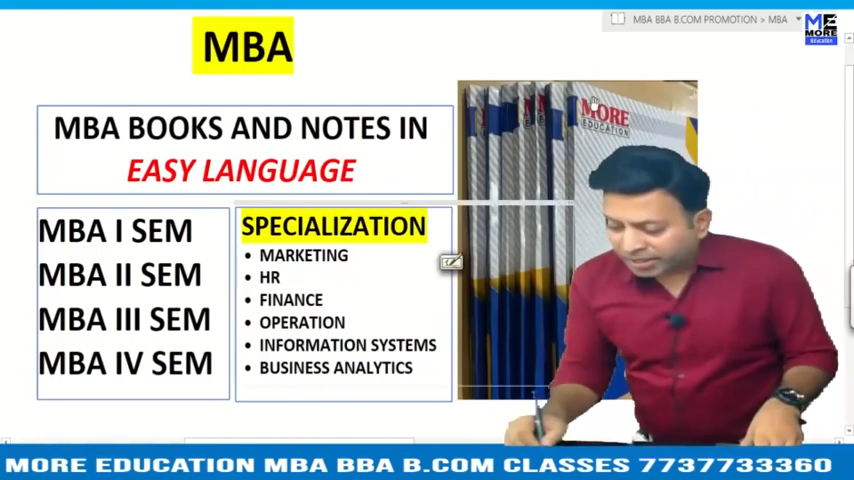 MBA BBA B.COM PROMOTION > MBA
ME
MORE
Education
MBA
MBA BOOKS AND NOTES IN
EASY LANGUAGE
MORE
EDUCATION
MBA I SEM
MBA II SEM
MBA III SEM
MBA IV SEM
SPECIALIZATION
• MARKETING
• HR
• FINANCE
• OPERATION
• INFORMATION SYSTEMS
• BUSINESS ANALYTICS
MORE EDUCATION MBA BBA B.COM CLASSES 7737733360